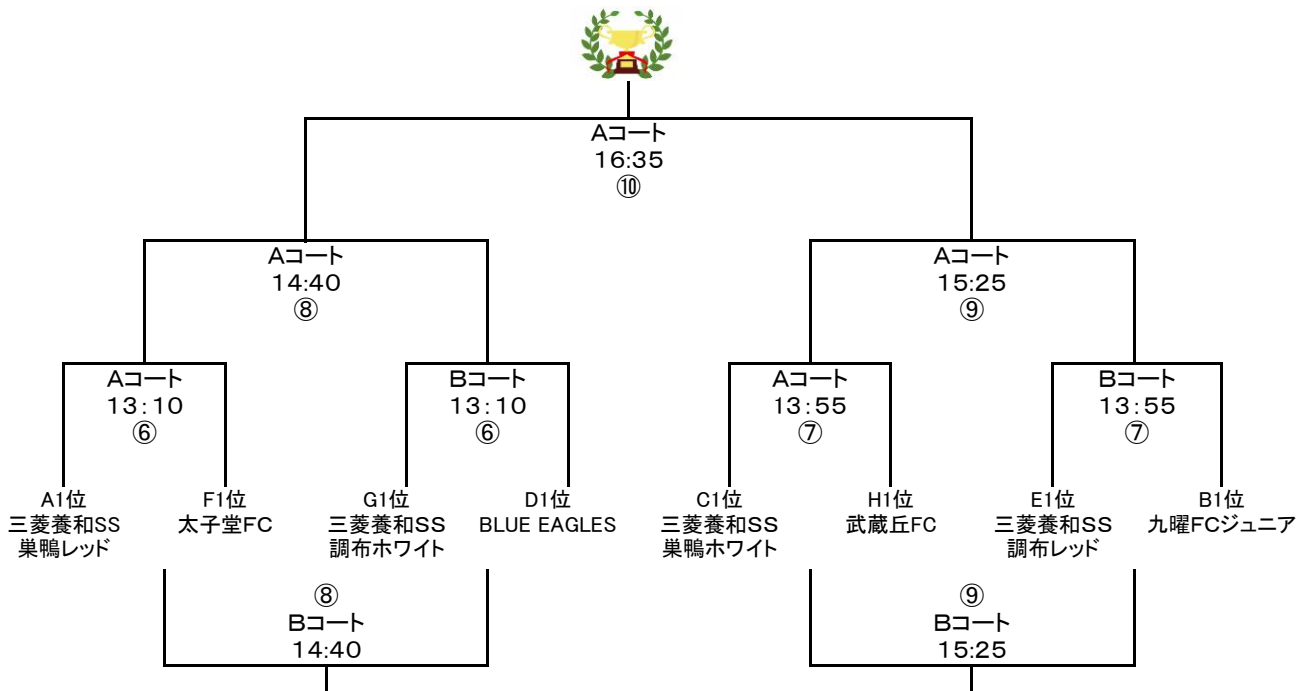 Aコート
16:35
⑩
Aコート
14:40
⑧
Aコート
15:25
⑨
Aコート
13:10
⑥
Bコート
13:10
⑥
Aコート
13:55
⑦
Bコート
13:55
⑦
A1位
三菱養和SS
巣鴨レッド
F1位
太子堂FC
G1位
三菱養和SS
調布ホワイト
D1位
BLUE EAGLES
C1位
三菱養和SS
巣鴨ホワイト
H1位
武蔵丘FC
E1位
三菱養和SS
調布レッド
B1位
九曜FCジュニア
⑧
Bコート
14:40
⑨
Bコート
15:25